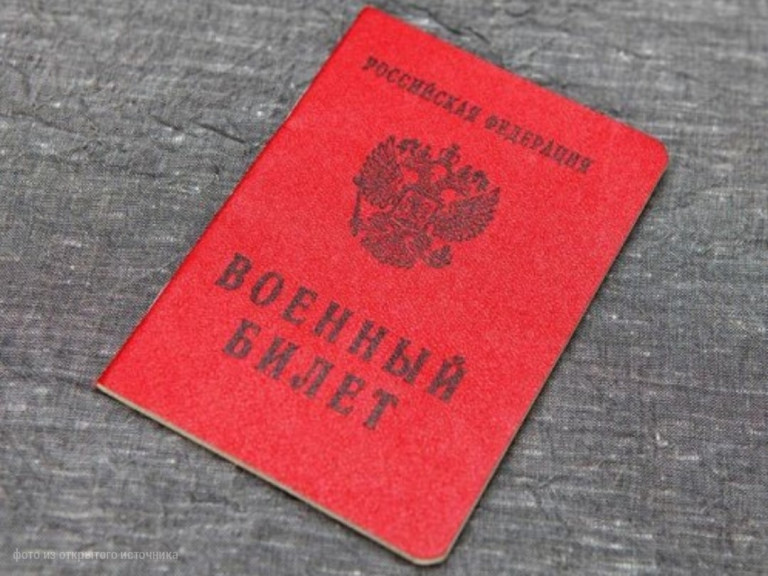 РОССИЙСКАЯ ФЕДЕРАЦИЯ
ВОЕННЫЙ
БИЛЕТ
фото из открытого источника